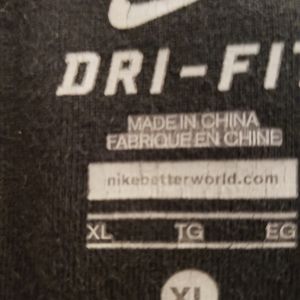 DRI-FIT
MADE IN CHINA
FABRIQUE EN CHINE
nikebetterworld.com
XL TG EG
XL